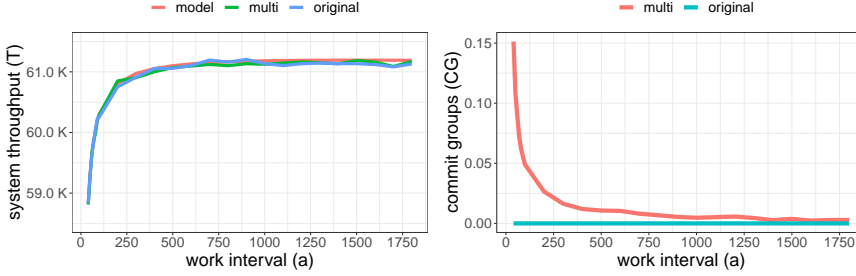 model multi original
system throughput (T)
61.0 K
60.0 K
59.0 K
0 250 500 750 1000 1250 1500 1750
work interval (a)
multi original
commit groups (CG)
0.15
0.10
0.05
0.00
0 250 500 750 1000 1250 1500 1750
work interval (a)